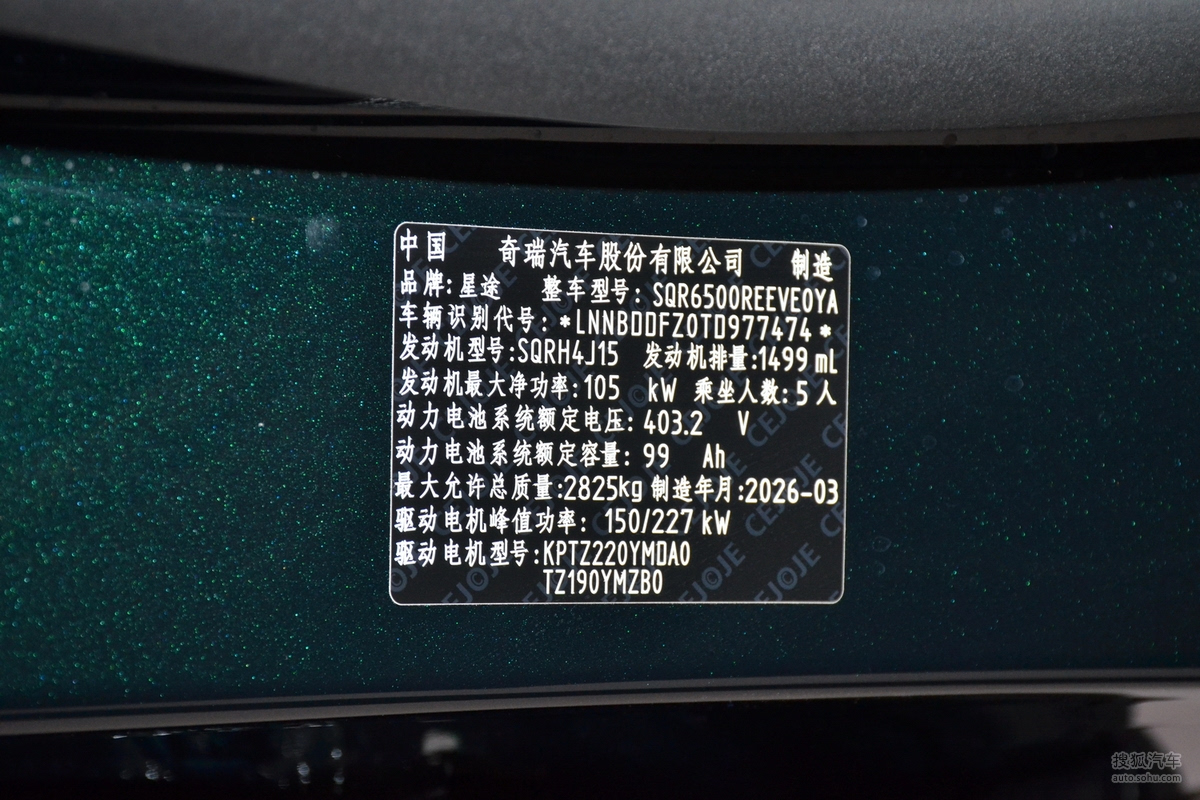 中国 奇瑞汽车股份有限公司 制造
品牌:星途 整车型号: SQR6500REEVE0YA
车辆识别代号: *LNNBDDFZ0TD977474*
发动机型号:SQRH4J15 发动机排量:1499 mL
发动机最大净功率:105 kW 乘坐人数:5人
动力电池系统额定电压: 403.2 V
动力电池系统额定容量: 99 Ah
最大允许总质量:2825kg 制造年月:2026-03
驱动电机峰值功率: 150/227 kW
驱动电机型号:KPTZ220YMDA0
TZ190YMZB0
搜狐汽车
auto.sohu.com